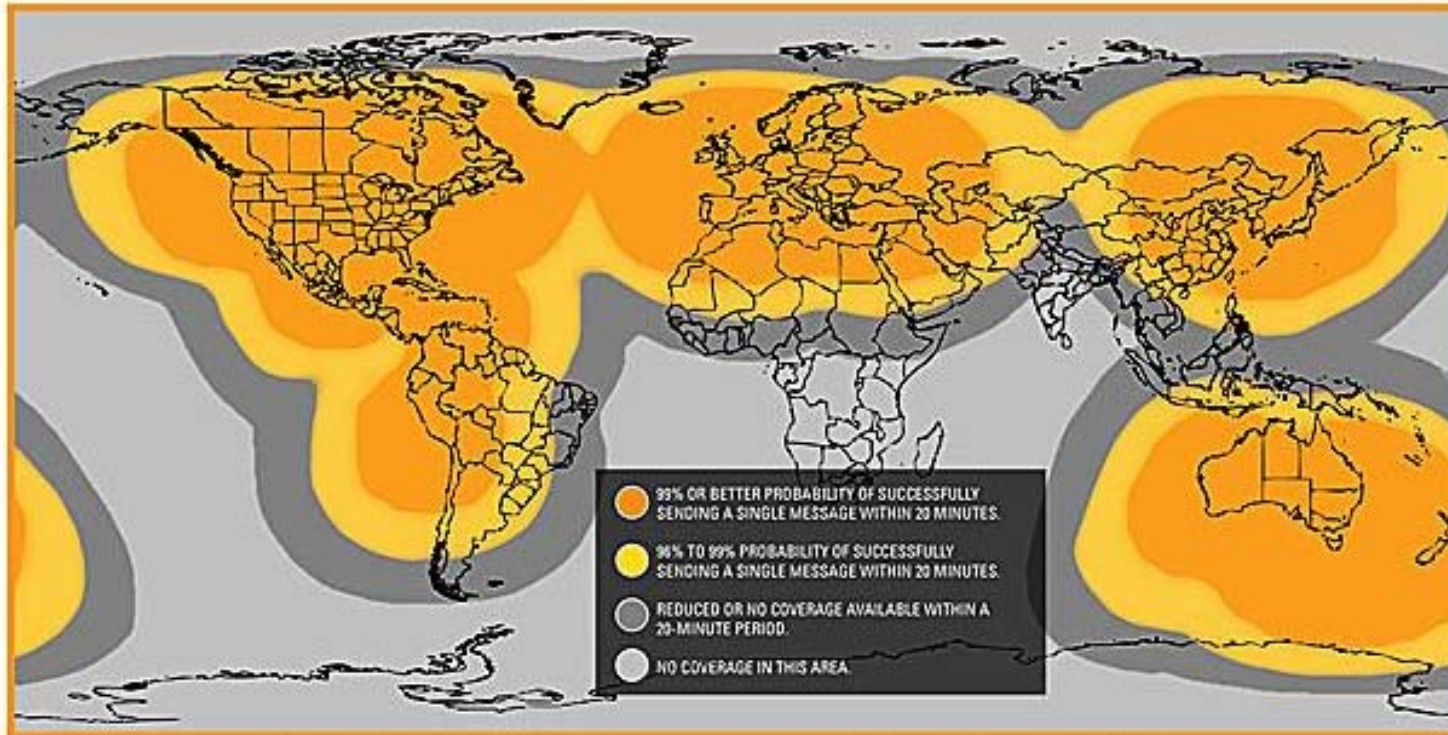 99% OR BETTER PROBABILITY OF SUCCESSFULLY
SENDING A SINGLE MESSAGE WITHIN 20 MINUTES.
96% TO 99% PROBABILITY OF SUCCESSFULLY
SENDING A SINGLE MESSAGE WITHIN 20 MINUTES.
REDUCED OR NO COVERAGE AVAILABLE WITHIN A
20-MINUTE PERIOD.
NO COVERAGE IN THIS AREA.